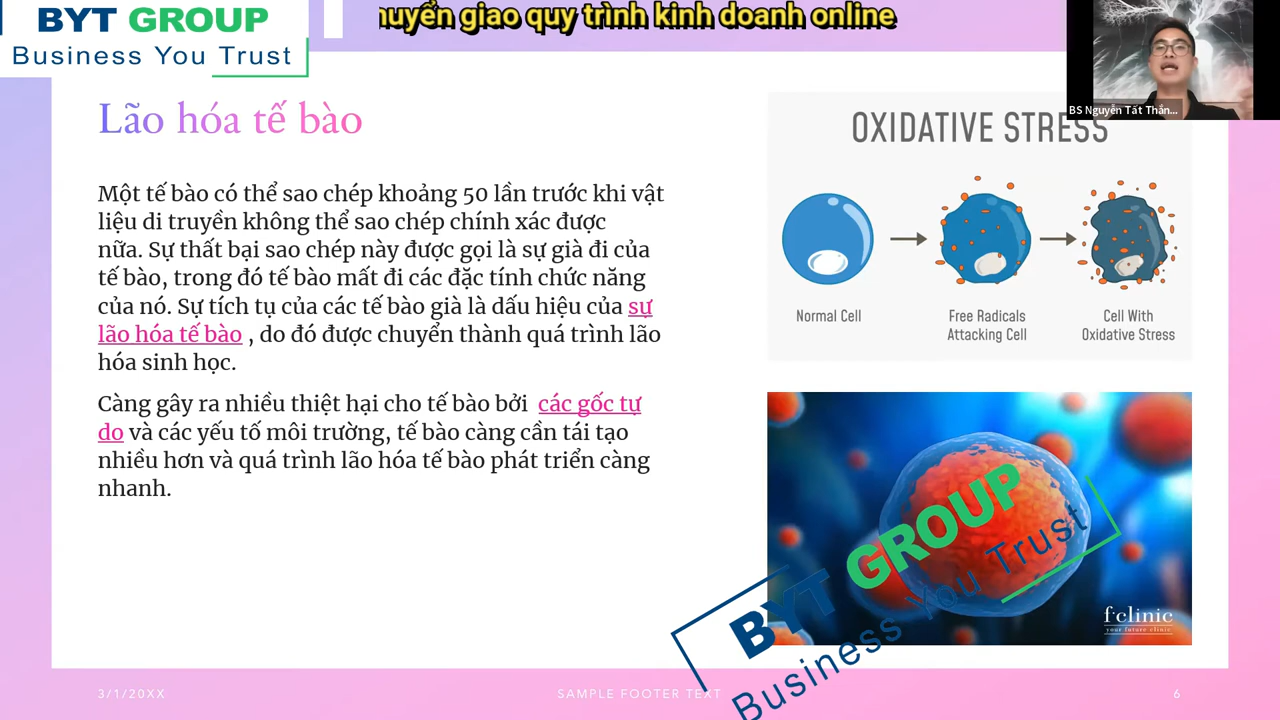 BYT GROUP
Business You Trust
huyển giao quy trình kinh doanh online
BS Nguyễn Tất Thắn...
Lão hóa tế bào
Một tế bào có thể sao chép khoảng 50 lần trước khi vật
liệu di truyền không thể sao chép chính xác được
nữa. Sự thất bại sao chép này được gọi là sự già đi của
tế bào, trong đó tế bào mất đi các đặc tính chức năng
của nó. Sự tích tụ của các tế bào già là dấu hiệu của sự
lão hóa tế bào , do đó được chuyển thành quá trình lão
hóa sinh học.
Càng gây ra nhiều thiệt hại cho tế bào bởi các gốc tự
do và các yếu tố môi trường, tế bào càng cần tái tạo
nhiều hơn và quá trình lão hóa tế bào phát triển càng
nhanh.
OXIDATIVE STRESS
Normal Cell
Free Radicals
Attacking Cell
Cell With
Oxidative Stress
f·clinic
your future clinic
BYT GROUP
Business You Trust
3/1/20XX
SAMPLE FOOTER TEXT
6